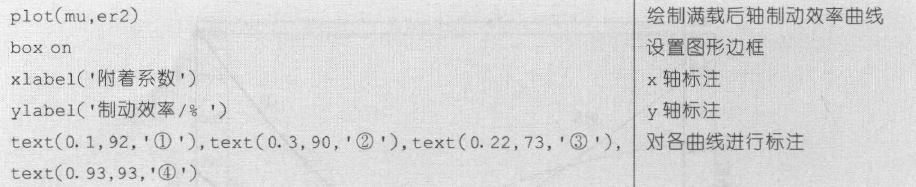 plot(mu,er2) 绘制满载后轴制动效率曲线
box on 设置图形边框
xlabel('附着系数') x 轴标注
ylabel('制动效率/% ') y 轴标注
text(0.1,92,'①'),text(0.3,90,'②'),text(0.22,73,'③'), 对各曲线进行标注
text(0.93,93,'④')